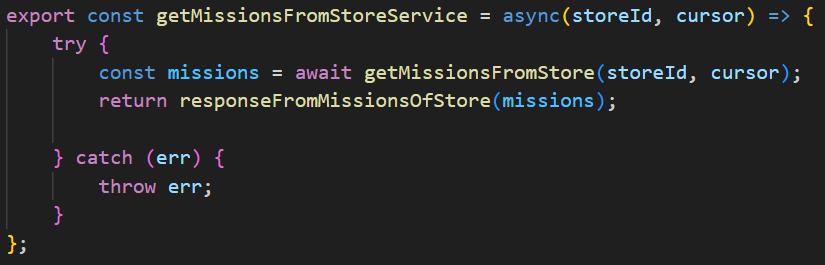 export const getMissionsFromStoreService = async(storeId, cursor) => {
    try {
        const missions = await getMissionsFromStore(storeId, cursor);
        return responseFromMissionsOfStore(missions);

    } catch (err) {
        throw err;
    }
};